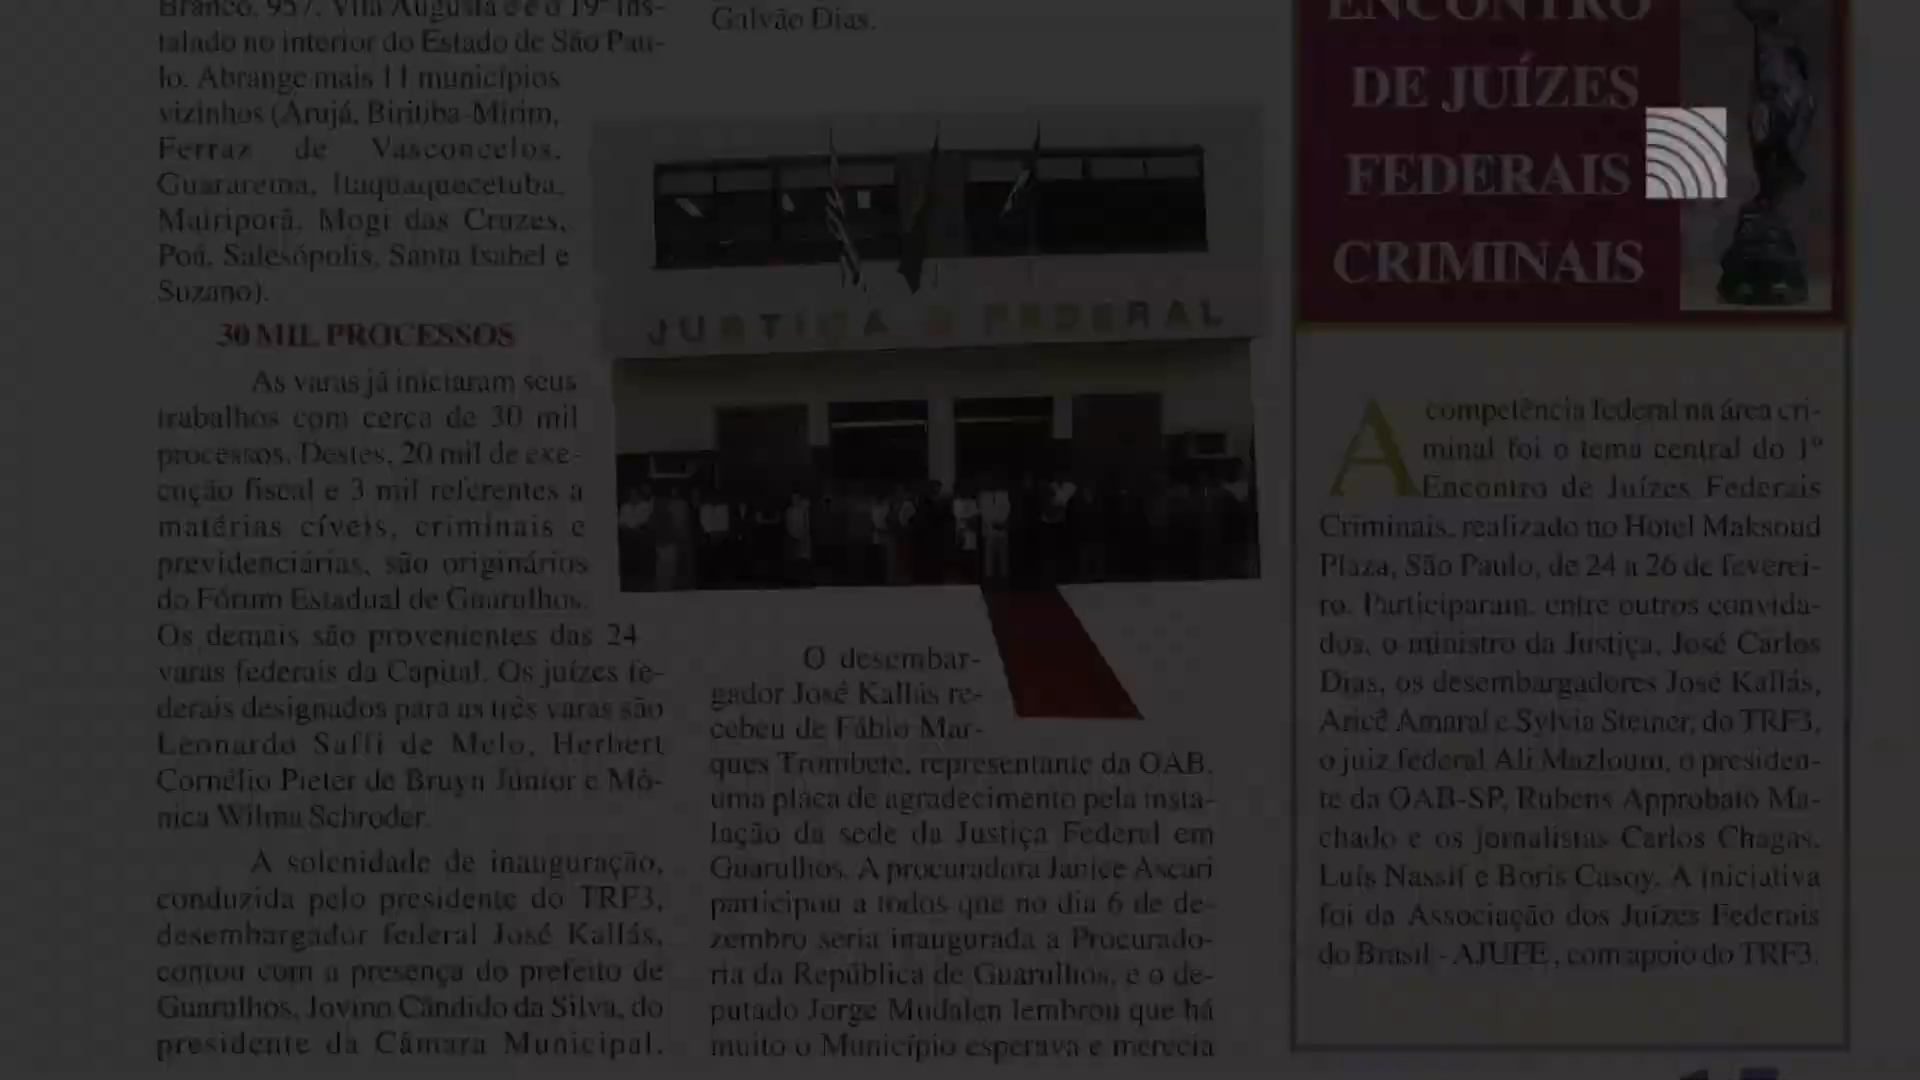 Branco, 957, Vila Augusta e é o 19º ins-
talado no interior do Estado de São Pau-
lo. Abrange mais 11 municípios
vizinhos (Arujá, Biritiba-Mirim,
Ferraz de Vasconcelos,
Guararema, Itaquaquecetuba,
Mairiporã, Mogi das Cruzes,
Poá, Salesópolis, Santa Isabel e
Suzano).
30 MIL PROCESSOS
As varas já iniciaram seus
trabalhos com cerca de 30 mil
processos. Destes, 20 mil de exe-
cução fiscal e 3 mil referentes a
matérias cíveis, criminais e
previdenciárias, são originários
do Fórum Estadual de Guarulhos.
Os demais são provenientes das 24
varas federais da Capital. Os juízes fe-
derais designados para as três varas são
Leonardo Saffi de Melo, Herbert
Cornélio Pieter de Bruyn Júnior e Mô-
nica Wilma Schroder.
A solenidade de inauguração,
conduzida pelo presidente do TRF3,
desembargador federal José Kallás,
contou com a presença do prefeito de
Guarulhos, Jovino Cândido da Silva, do
presidente da Câmara Municipal,
Galvão Dias.
JUSTIÇA FEDERAL
O desembar-
gador José Kallás re-
cebeu de Fábio Mar-
ques Trombete, representante da OAB,
uma placa de agradecimento pela insta-
lação da sede da Justiça Federal em
Guarulhos. A procuradora Janice Ascari
participou a todos que no dia 6 de de-
zembro seria inaugurada a Procurado-
ria da República de Guarulhos, e o de-
putado Jorge Mudalen lembrou que há
muito o Município esperava e merecia
ENCONTRO
DE JUÍZES
FEDERAIS
CRIMINAIS
A competência federal na área cri-
minal foi o tema central do 1º
Encontro de Juízes Federais
Criminais, realizado no Hotel Maksoud
Plaza, São Paulo, de 24 a 26 de feverei-
ro. Participaram, entre outros convida-
dos, o ministro da Justiça, José Carlos
Dias, os desembargadores José Kallás,
Aricê Amaral e Sylvia Steiner, do TRF3,
o juiz federal Ali Mazloum, o presiden-
te da OAB-SP, Rubens Approbato Ma-
chado e os jornalistas Carlos Chagas,
Luís Nassif e Boris Casoy. A iniciativa
foi da Associação dos Juízes Federais
do Brasil - AJUFE , com apoio do TRF3.